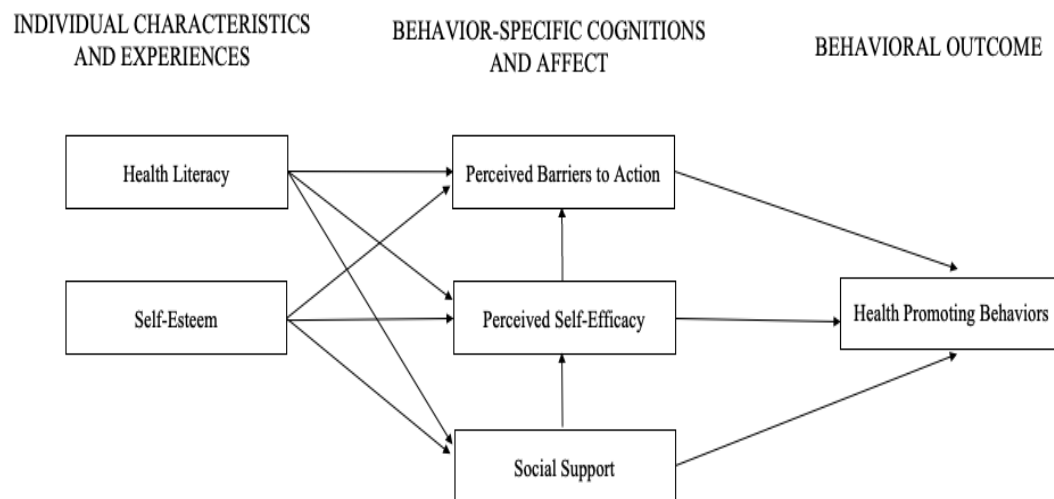 INDIVIDUAL CHARACTERISTICS
AND EXPERIENCES
BEHAVIOR-SPECIFIC COGNITIONS
AND AFFECT
BEHAVIORAL OUTCOME
Health Literacy
Perceived Barriers to Action
Self-Esteem
Perceived Self-Efficacy
Health Promoting Behaviors
Social Support